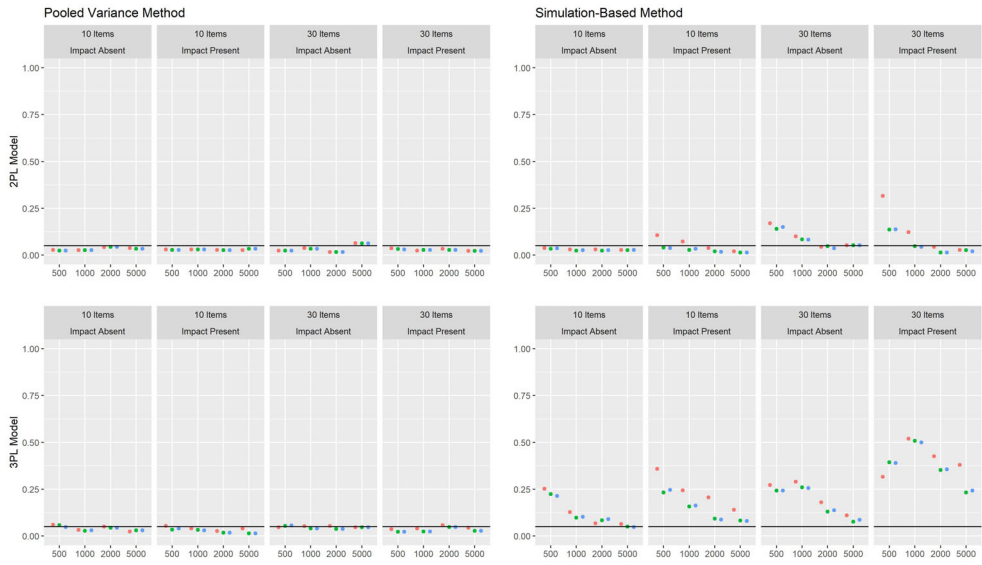 Pooled Variance Method
Simulation-Based Method
10 Items
Impact Absent
10 Items
Impact Present
30 Items
Impact Absent
30 Items
Impact Present
10 Items
Impact Absent
10 Items
Impact Present
30 Items
Impact Absent
30 Items
Impact Present
2PL Model
1.00
0.75
0.50
0.25
0.00
500 1000 2000 5000
500 1000 2000 5000
500 1000 2000 5000
500 1000 2000 5000
1.00
0.75
0.50
0.25
0.00
500 1000 2000 5000
500 1000 2000 5000
500 1000 2000 5000
500 1000 2000 5000
10 Items
Impact Absent
10 Items
Impact Present
30 Items
Impact Absent
30 Items
Impact Present
10 Items
Impact Absent
10 Items
Impact Present
30 Items
Impact Absent
30 Items
Impact Present
3PL Model
1.00
0.75
0.50
0.25
0.00
500 1000 2000 5000
500 1000 2000 5000
500 1000 2000 5000
500 1000 2000 5000
1.00
0.75
0.50
0.25
0.00
500 1000 2000 5000
500 1000 2000 5000
500 1000 2000 5000
500 1000 2000 5000